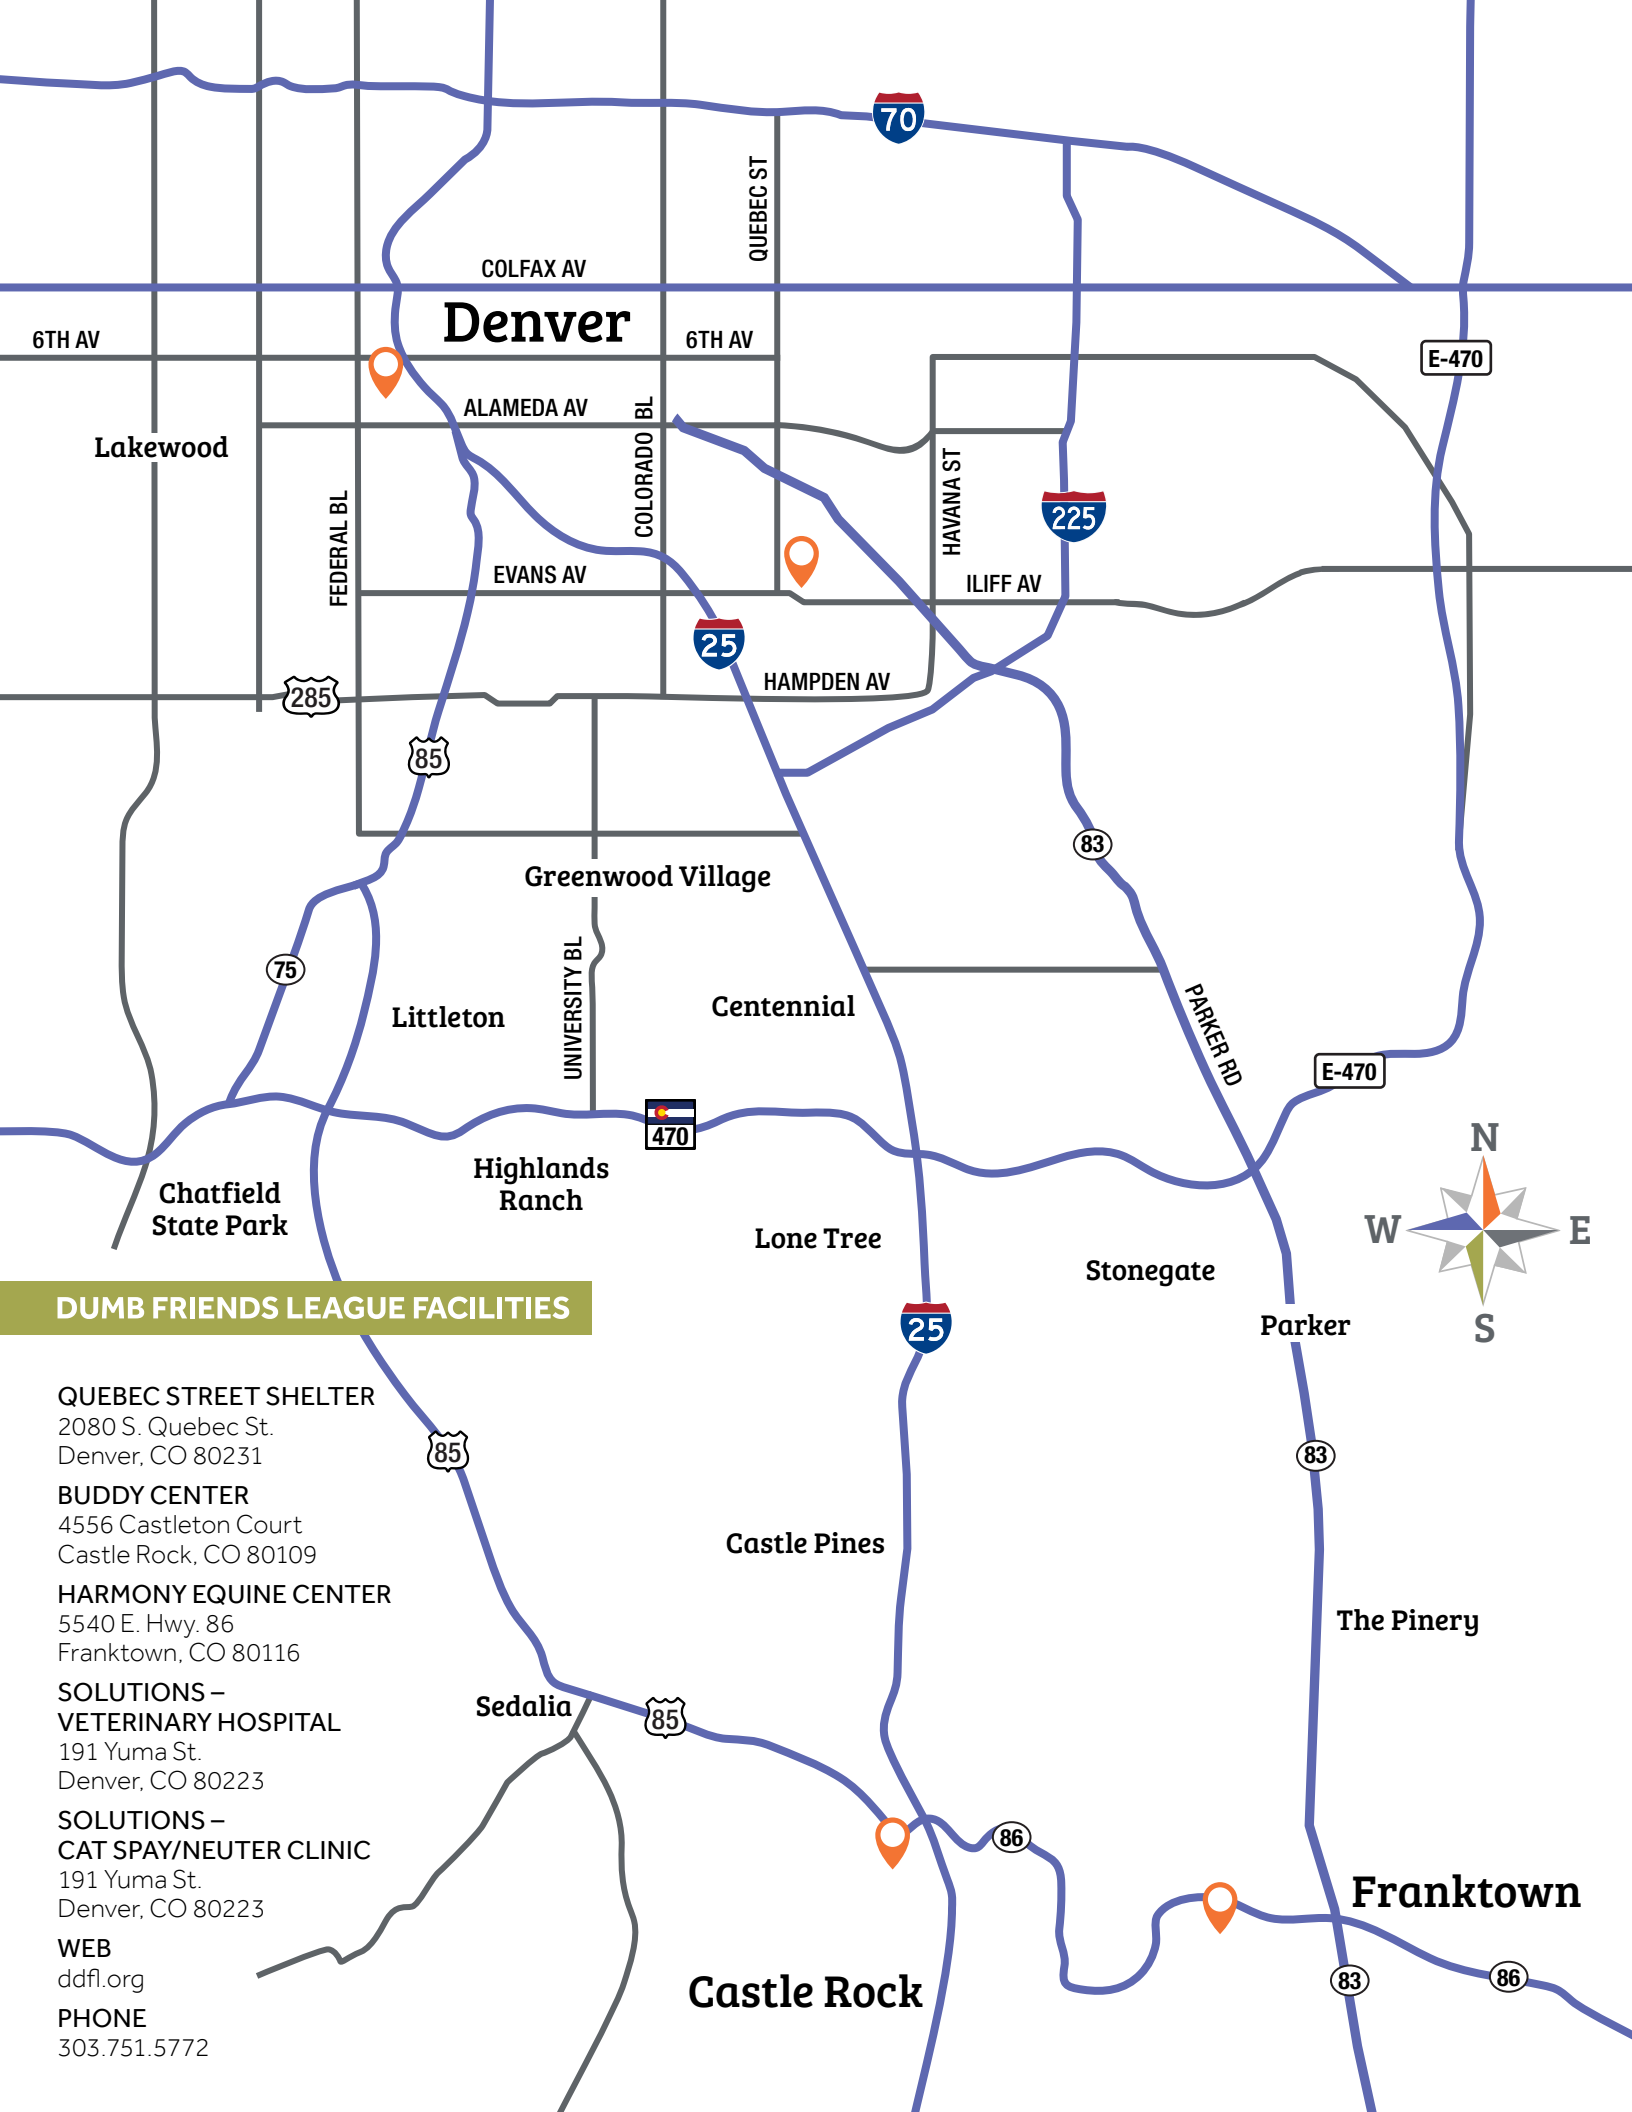 70
QUEBEC ST
COLFAX AV
Denver
6TH AV
6TH AV
E-470
ALAMEDA AV
COLORADO BL
Lakewood
HAVANA ST
FEDERAL BL
225
EVANS AV
ILIFF AV
25
HAMPDEN AV
285
85
83
Greenwood Village
UNIVERSITY BL
75
Littleton
Centennial
PARKER RD
E-470
470
N
W
E
S
Highlands
Ranch
Chatfield
State Park
Lone Tree
Stonegate
25
Parker
DUMB FRIENDS LEAGUE FACILITIES
QUEBEC STREET SHELTER
2080 S. Quebec St.
Denver, CO 80231
BUDDY CENTER
4556 Castleton Court
Castle Rock, CO 80109
HARMONY EQUINE CENTER
5540 E. Hwy. 86
Franktown, CO 80116
SOLUTIONS –
VETERINARY HOSPITAL
191 Yuma St.
Denver, CO 80223
SOLUTIONS –
CAT SPAY/NEUTER CLINIC
191 Yuma St.
Denver, CO 80223
WEB
ddfl.org
PHONE
303.751.5772
85
83
Castle Pines
The Pinery
Sedalia
85
86
Franktown
83
86
Castle Rock